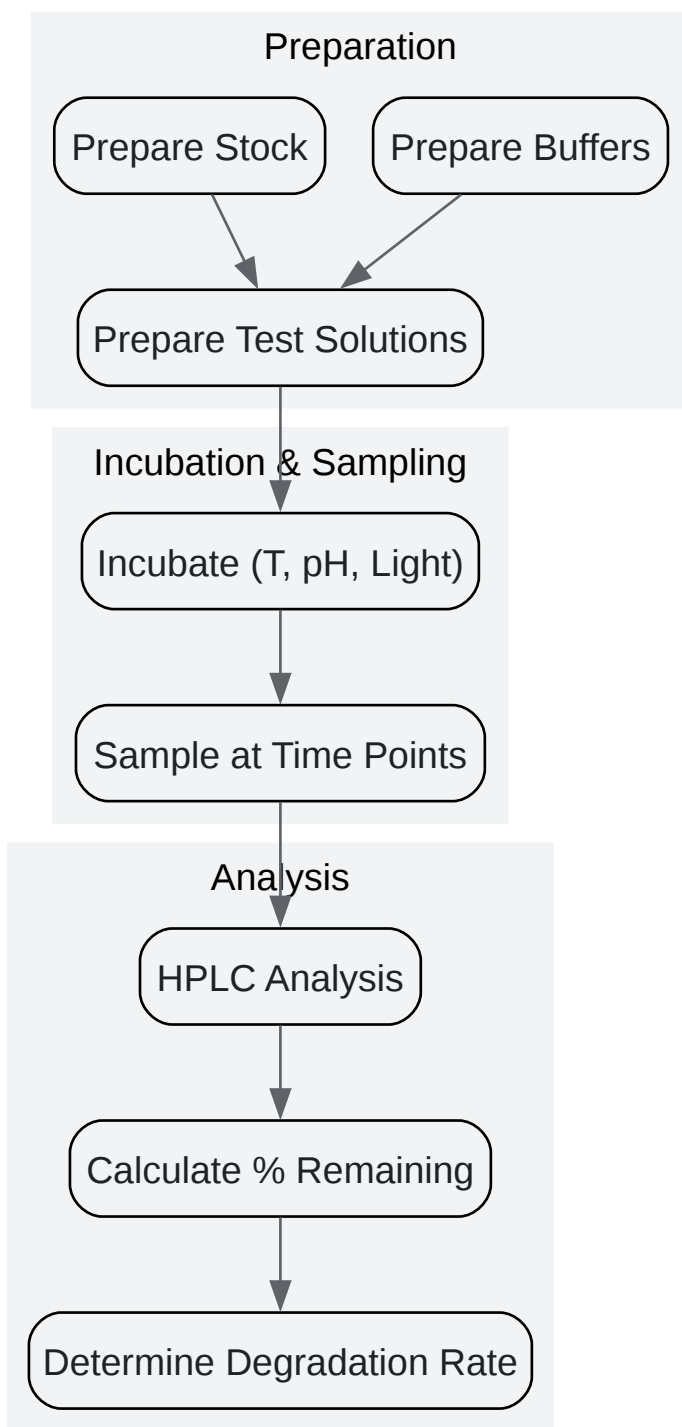 Preparation
Prepare Stock
Prepare Buffers
Prepare Test Solutions
Incubation & Sampling
Incubate (T, pH, Light)
Sample at Time Points
Analysis
HPLC Analysis
Calculate % Remaining
Determine Degradation Rate